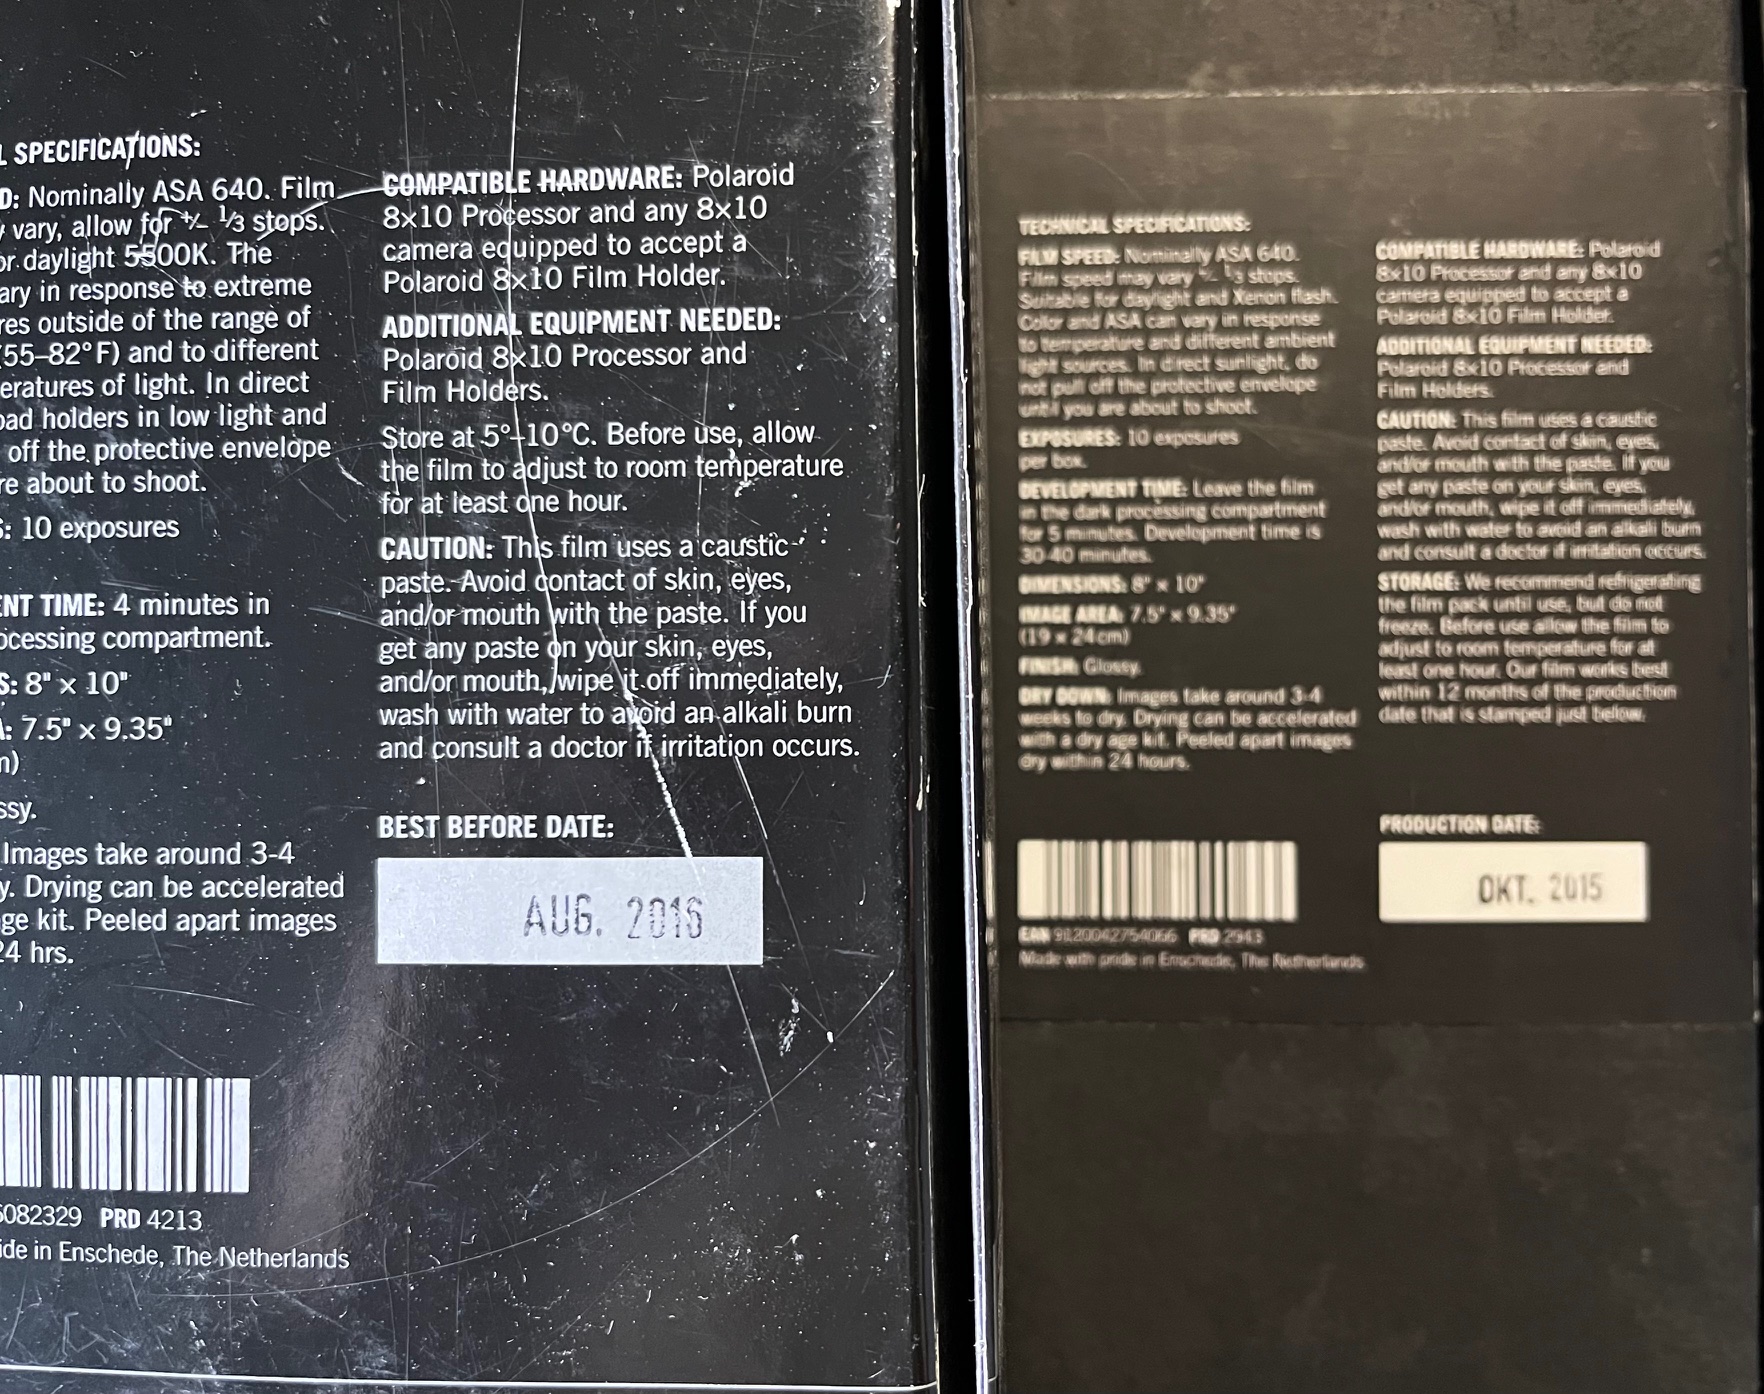 L SPECIFICATIONS:
D: Nominally ASA 640. Film
y vary, allow for +/- 1/3 stops.
or daylight 5500K. The
ary in response to extreme
res outside of the range of
(55–82° F) and to different
eratures of light. In direct
oad holders in low light and
off the protective envelope
re about to shoot.
S: 10 exposures
ENT TIME: 4 minutes in
ocessing compartment.
S: 8" × 10"
A: 7.5" × 9.35"
m)
ssy.
Images take around 3-4
y. Drying can be accelerated
ge kit. Peeled apart images
24 hrs.
6082329 PRD 4213
ide in Enschede, The Netherlands
COMPATIBLE HARDWARE: Polaroid
8×10 Processor and any 8×10
camera equipped to accept a
Polaroid 8×10 Film Holder.
ADDITIONAL EQUIPMENT NEEDED:
Polaroid 8×10 Processor and
Film Holders.
Store at 5°–10°C. Before use, allow
the film to adjust to room temperature
for at least one hour.
CAUTION: This film uses a caustic
paste. Avoid contact of skin, eyes,
and/or mouth with the paste. If you
get any paste on your skin, eyes,
and/or mouth, wipe it off immediately,
wash with water to avoid an alkali burn
and consult a doctor if irritation occurs.
BEST BEFORE DATE:
AUG. 2016
TECHNICAL SPECIFICATIONS:
FILM SPEED: Nominally ASA 640.
Film speed may vary +/- 1/3 stops.
Suitable for daylight and Xenon flash.
Color and ASA can vary in response
to temperature and different ambient
light sources. In direct sunlight, do
not pull off the protective envelope
until you are about to shoot.
EXPOSURES: 10 exposures
per box.
DEVELOPMENT TIME: Leave the film
in the dark processing compartment
for 5 minutes. Development time is
30-40 minutes.
DIMENSIONS: 8" × 10"
IMAGE AREA: 7.5" × 9.35"
(19 × 24cm)
FINISH: Glossy.
DRY DOWN: Images take around 3-4
weeks to dry. Drying can be accelerated
with a dry age kit. Peeled apart images
dry within 24 hours.
EAN 9120042754066 PRD 2943
Made with pride in Enschede, The Netherlands
COMPATIBLE HARDWARE: Polaroid
8×10 Processor and any 8×10
camera equipped to accept a
Polaroid 8×10 Film Holder.
ADDITIONAL EQUIPMENT NEEDED:
Polaroid 8×10 Processor and
Film Holders.
CAUTION: This film uses a caustic
paste. Avoid contact of skin, eyes,
and/or mouth with the paste. If you
get any paste on your skin, eyes,
and/or mouth, wipe it off immediately,
wash with water to avoid an alkali burn
and consult a doctor if irritation occurs.
STORAGE: We recommend refrigerating
the film pack until use, but do not
freeze. Before use allow the film to
adjust to room temperature for at
least one hour. Our film works best
within 12 months of the production
date that is stamped just below.
PRODUCTION DATE:
OKT. 2015